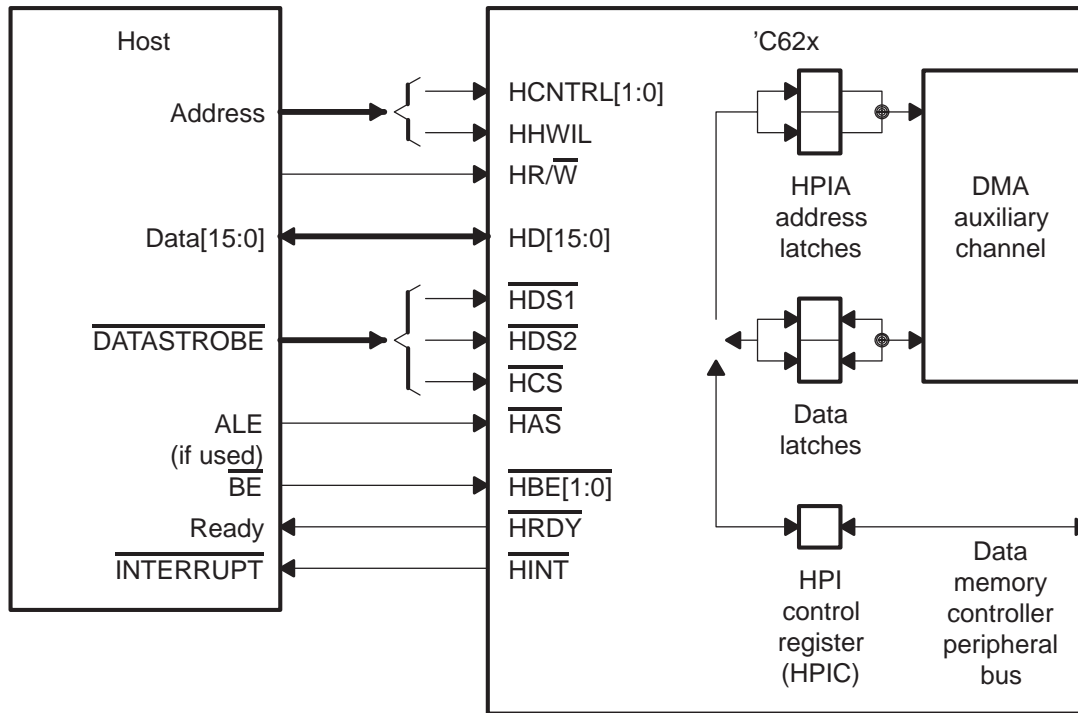 Host
Address
Data[15:0]
DATASTROBE
ALE
(if used)
BE
Ready
INTERRUPT
'C62x
HCNTRL[1:0]
HHWIL
HR/W
HD[15:0]
HDS1
HDS2
HCS
HAS
HBE[1:0]
HRDY
HINT
HPIA
address
latches
DMA
auxiliary
channel
Data
latches
HPI
control
register
(HPIC)
Data
memory
controller
peripheral
bus